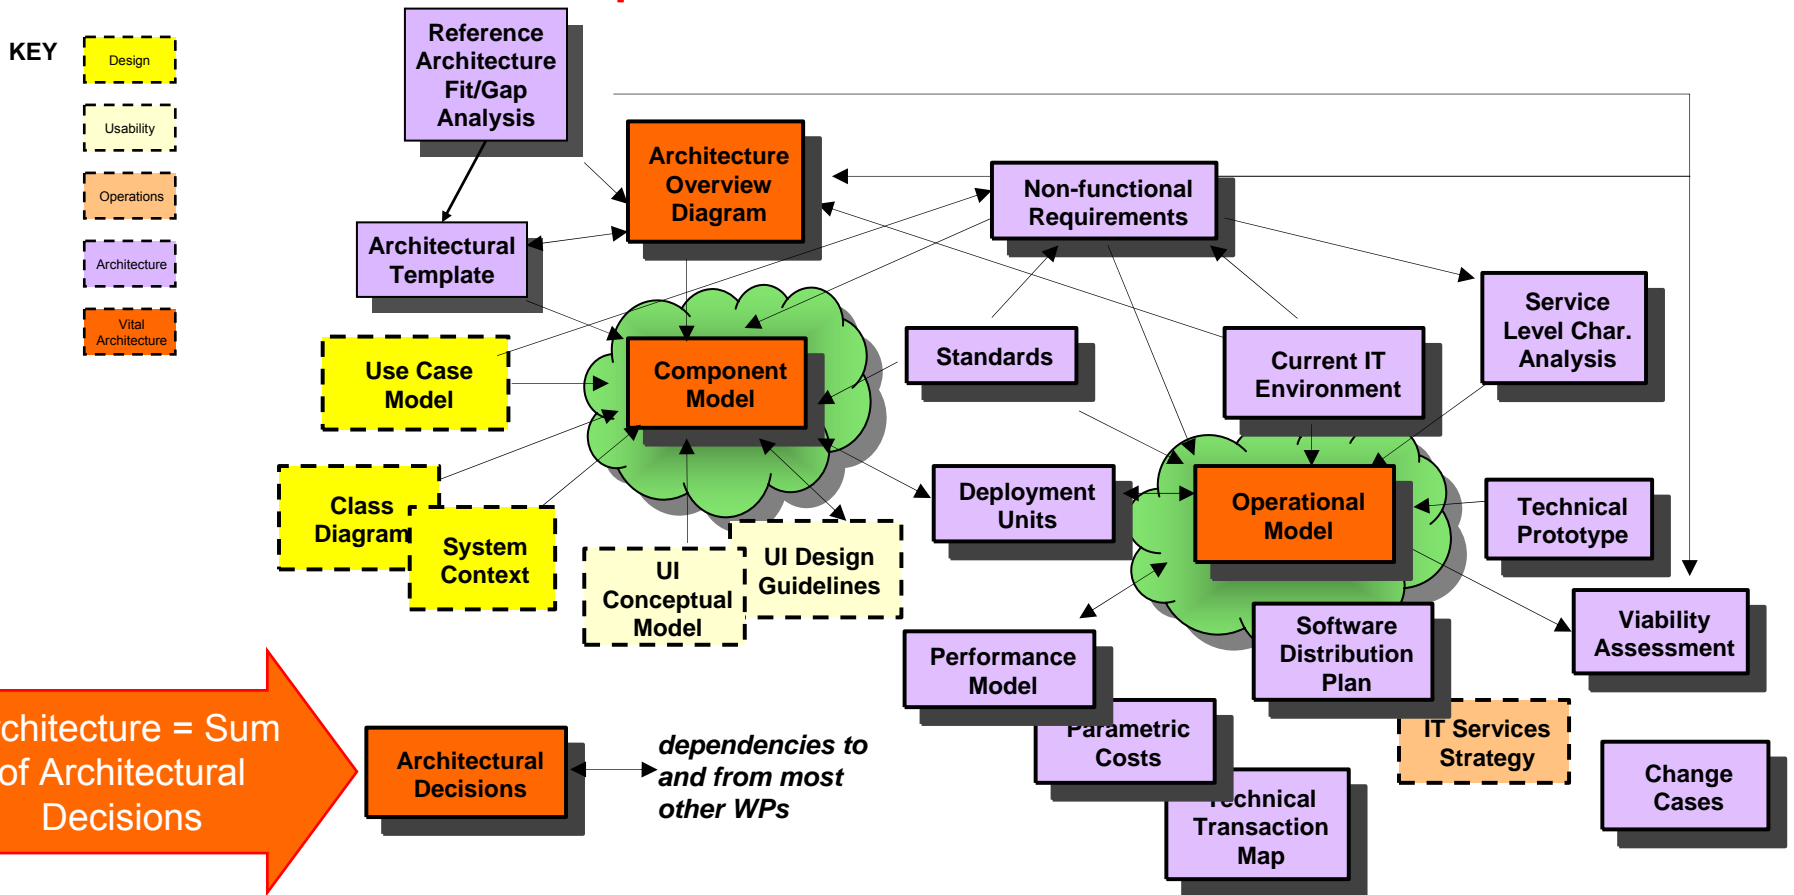 KEY
Design
Usability
Operations
Architecture
Vital
Architecture
Reference
Architecture
Fit/Gap
Analysis
Architecture
Overview
Diagram
Non-functional
Requirements
Architectural
Template
Service
Level Char.
Analysis
Use Case
Model
Component
Model
Standards
Current IT
Environment
Class
Diagram
System
Context
UI
Conceptual
Model
UI Design
Guidelines
Deployment
Units
Operational
Model
Technical
Prototype
Performance
Model
Software
Distribution
Plan
Viability
Assessment
Parametric
Costs
IT Services
Strategy
Technical
Transaction
Map
Change
Cases
rchitecture = Sum
of Architectural
Decisions
Architectural
Decisions
dependencies to
and from most
other WPs